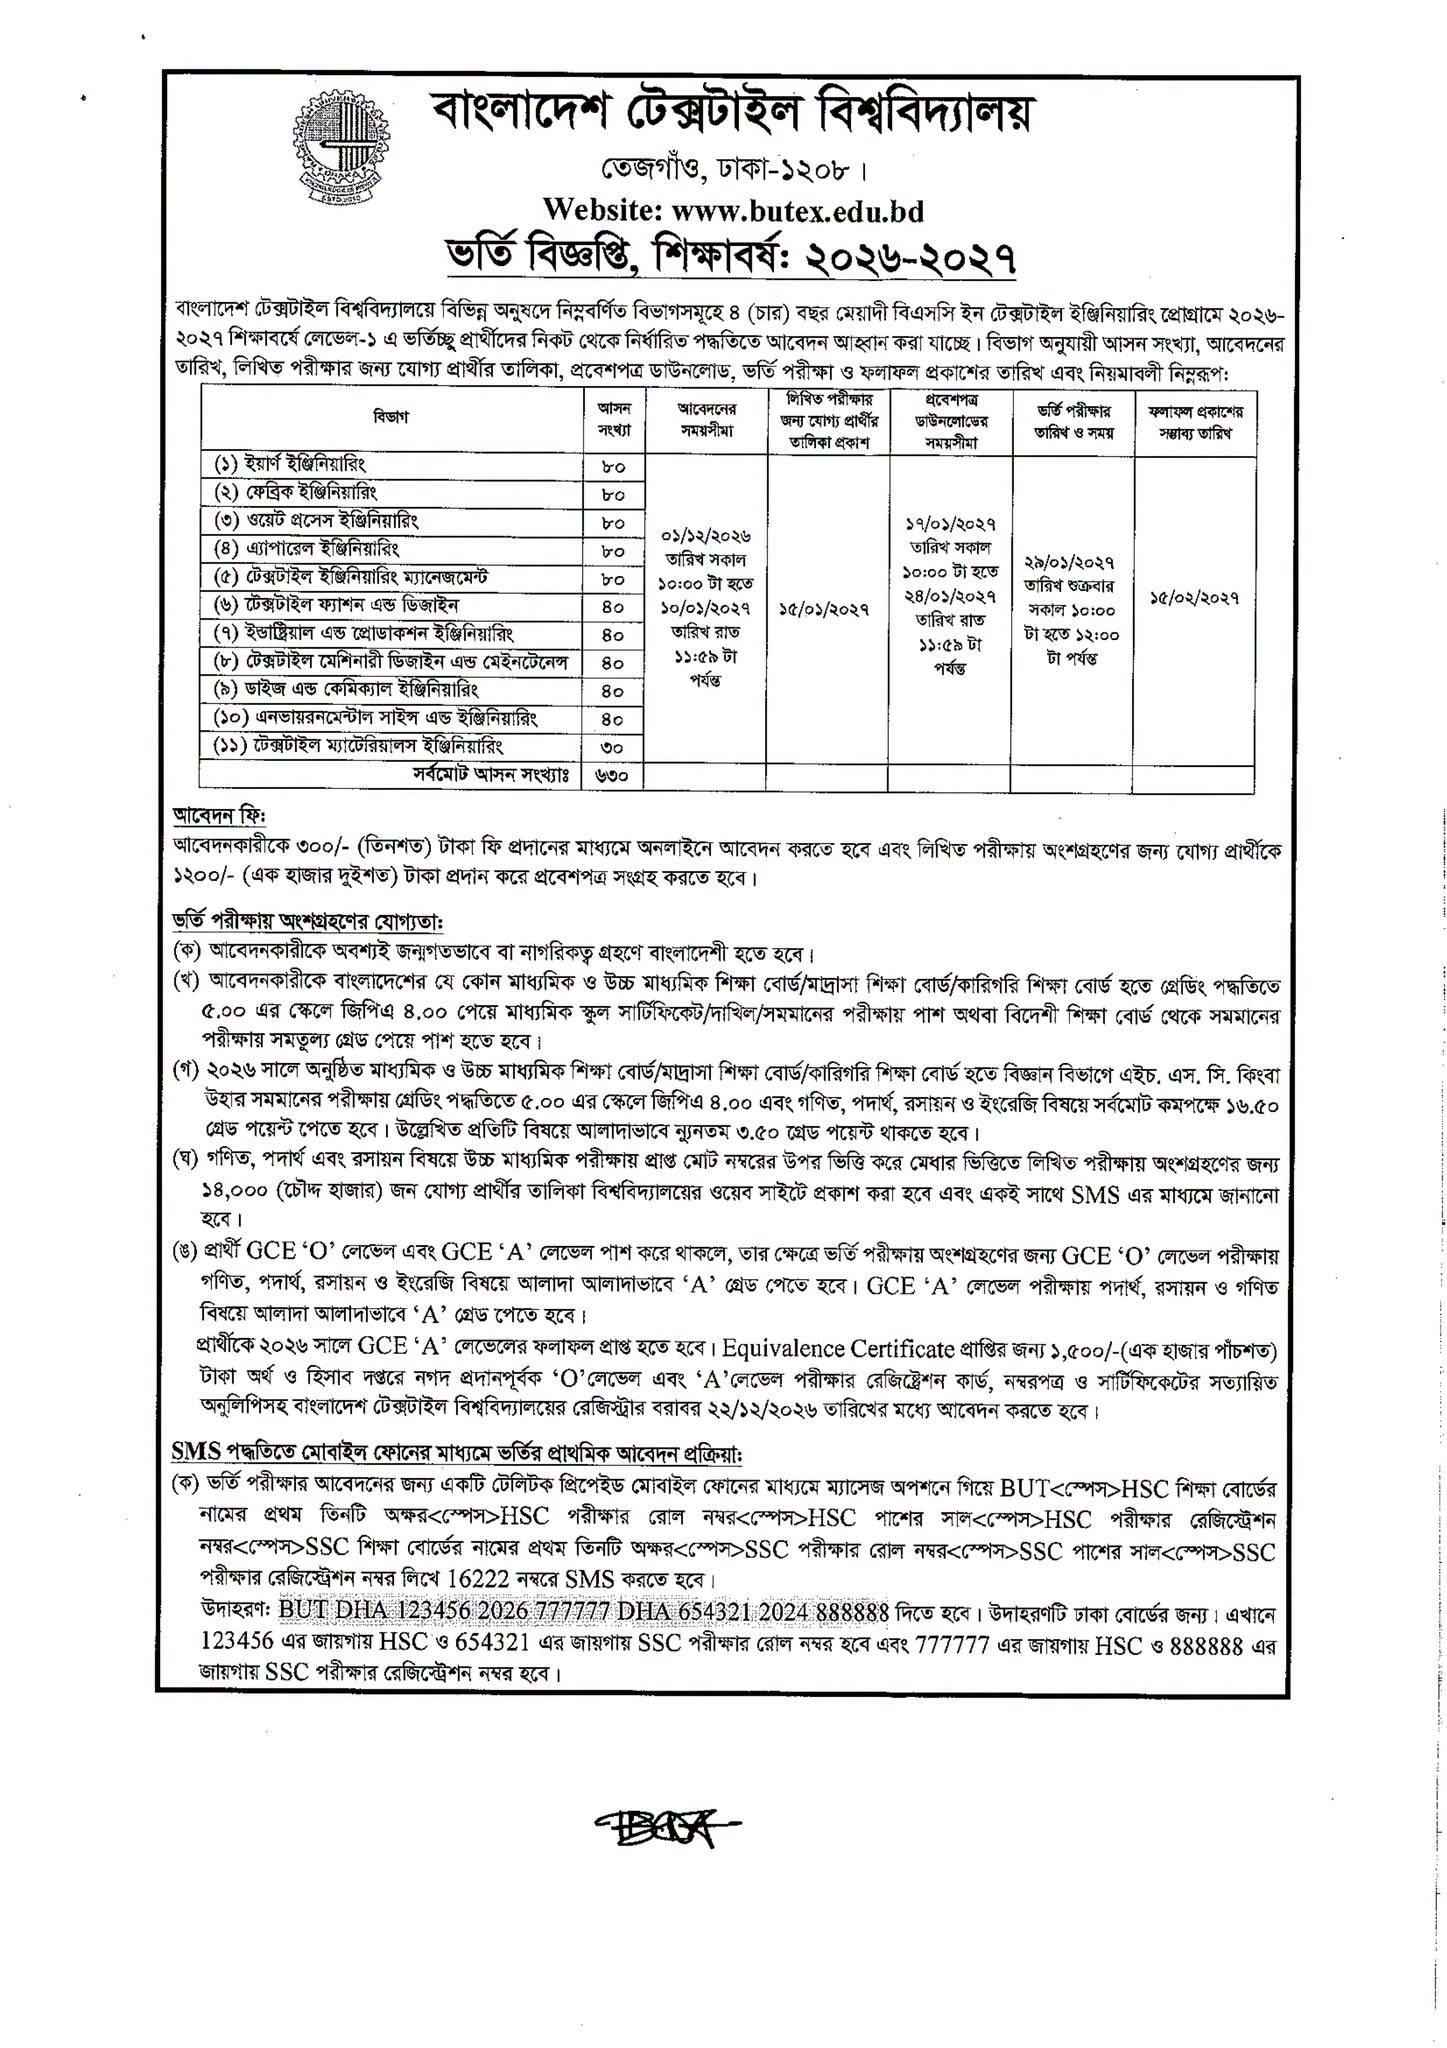 বাংলাদেশ টেক্সটাইল বিশ্ববিদ্যালয়
তেজগাঁও, ঢাকা-১২০৮।
Website: www.butex.edu.bd
ভর্তি বিজ্ঞপ্তি, শিক্ষাবর্ষ: ২০২৬-২০২৭
বাংলাদেশ টেক্সটাইল বিশ্ববিদ্যালয়ে বিভিন্ন অনুষদে নিম্নবর্ণিত বিভাগসমূহে ৪ (চার) বছর মেয়াদী বিএসসি ইন টেক্সটাইল ইঞ্জিনিয়ারিং প্রোগ্রামে ২০২৬-
২০২৭ শিক্ষাবর্ষে লেভেল-১ এ ভর্তিচ্ছু প্রার্থীদের নিকট থেকে নির্ধারিত পদ্ধতিতে আবেদন আহ্বান করা যাচ্ছে। বিভাগ অনুযায়ী আসন সংখ্যা, আবেদনের
তারিখ, লিখিত পরীক্ষার জন্য যোগ্য প্রার্থীর তালিকা, প্রবেশপত্র ডাউনলোড, ভর্তি পরীক্ষা ও ফলাফল প্রকাশের তারিখ এবং নিয়মাবলী নিম্নরূপ:
বিভাগ
আসন
সংখ্যা
আবেদনের
সময়সীমা
লিখিত পরীক্ষার
জন্য যোগ্য প্রার্থীর
তালিকা প্রকাশ
প্রবেশপত্র
ডাউনলোডের
সময়সীমা
ভর্তি পরীক্ষার
তারিখ ও সময়
ফলাফল প্রকাশের
সম্ভাব্য তারিখ
(১) ইয়ার্ণ ইঞ্জিনিয়ারিং ৮০
(২) ফেব্রিক ইঞ্জিনিয়ারিং ৮০
(৩) ওয়েট প্রসেস ইঞ্জিনিয়ারিং ৮০
(৪) এ্যাপারেল ইঞ্জিনিয়ারিং ৮০
(৫) টেক্সটাইল ইঞ্জিনিয়ারিং ম্যানেজমেন্ট ৮০
(৬) টেক্সটাইল ফ্যাশন এন্ড ডিজাইন ৪০
(৭) ইন্ডাষ্ট্রিয়াল এন্ড প্রোডাকশন ইঞ্জিনিয়ারিং ৪০
(৮) টেক্সটাইল মেশিনারী ডিজাইন এন্ড মেইনটেনেন্স ৪০
(৯) ডাইজ এন্ড কেমিক্যাল ইঞ্জিনিয়ারিং ৪০
(১০) এনভায়রনমেন্টাল সাইন্স এন্ড ইঞ্জিনিয়ারিং ৪০
(১১) টেক্সটাইল ম্যাটেরিয়ালস ইঞ্জিনিয়ারিং ৩০
সর্বমোট আসন সংখ্যাঃ ৬৩০
০১/১২/২০২৬
তারিখ সকাল
১০:০০ টা হতে
১০/০১/২০২৭
তারিখ রাত
১১:৫৯ টা
পর্যন্ত
১৫/০১/২০২৭
১৭/০১/২০২৭
তারিখ সকাল
১০:০০ টা হতে
২৪/০১/২০২৭
তারিখ রাত
১১:৫৯ টা
পর্যন্ত
২৯/০১/২০২৭
তারিখ শুক্রবার
সকাল ১০:০০
টা হতে ১২:০০
টা পর্যন্ত
১৫/০২/২০২৭
আবেদন ফি:
আবেদনকারীকে ৩০০/- (তিনশত) টাকা ফি প্রদানের মাধ্যমে অনলাইনে আবেদন করতে হবে এবং লিখিত পরীক্ষায় অংশগ্রহণের জন্য যোগ্য প্রার্থীকে
১২০০/- (এক হাজার দুইশত) টাকা প্রদান করে প্রবেশপত্র সংগ্রহ করতে হবে।
ভর্তি পরীক্ষায় অংশগ্রহণের যোগ্যতা:
(ক) আবেদনকারীকে অবশ্যই জন্মগতভাবে বা নাগরিকত্ব গ্রহণে বাংলাদেশী হতে হবে।
(খ) আবেদনকারীকে বাংলাদেশের যে কোন মাধ্যমিক ও উচ্চ মাধ্যমিক শিক্ষা বোর্ড/মাদ্রাসা শিক্ষা বোর্ড/কারিগরি শিক্ষা বোর্ড হতে গ্রেডিং পদ্ধতিতে
৫.০০ এর স্কেলে জিপিএ ৪.০০ পেয়ে মাধ্যমিক স্কুল সার্টিফিকেট/দাখিল/সমমানের পরীক্ষায় পাশ অথবা বিদেশী শিক্ষা বোর্ড থেকে সমমানের
পরীক্ষায় সমতুল্য গ্রেড পেয়ে পাশ হতে হবে।
(গ) ২০২৬ সালে অনুষ্ঠিত মাধ্যমিক ও উচ্চ মাধ্যমিক শিক্ষা বোর্ড/মাদ্রাসা শিক্ষা বোর্ড/কারিগরি শিক্ষা বোর্ড হতে বিজ্ঞান বিভাগে এইচ. এস. সি. কিংবা
উহার সমমানের পরীক্ষায় গ্রেডিং পদ্ধতিতে ৫.০০ এর স্কেলে জিপিএ ৪.০০ এবং গণিত, পদার্থ, রসায়ন ও ইংরেজি বিষয়ে সর্বমোট কমপক্ষে ১৬.৫০
গ্রেড পয়েন্ট পেতে হবে। উল্লেখিত প্রতিটি বিষয়ে আলাদাভাবে ন্যুনতম ৩.৫০ গ্রেড পয়েন্ট থাকতে হবে।
(ঘ) গণিত, পদার্থ এবং রসায়ন বিষয়ে উচ্চ মাধ্যমিক পরীক্ষায় প্রাপ্ত মোট নম্বরের উপর ভিত্তি করে মেধার ভিত্তিতে লিখিত পরীক্ষায় অংশগ্রহণের জন্য
১৪,০০০ (চৌদ্দ হাজার) জন যোগ্য প্রার্থীর তালিকা বিশ্ববিদ্যালয়ের ওয়েব সাইটে প্রকাশ করা হবে এবং একই সাথে SMS এর মাধ্যমে জানানো
হবে।
(ঙ) প্রার্থী GCE ‘O’ লেভেল এবং GCE ‘A’ লেভেল পাশ করে থাকলে, তার ক্ষেত্রে ভর্তি পরীক্ষায় অংশগ্রহণের জন্য GCE ‘O’ লেভেল পরীক্ষায়
গণিত, পদার্থ, রসায়ন ও ইংরেজি বিষয়ে আলাদা আলাদাভাবে ‘A’ গ্রেড পেতে হবে। GCE ‘A’ লেভেল পরীক্ষায় পদার্থ, রসায়ন ও গণিত
বিষয়ে আলাদা আলাদাভাবে ‘A’ গ্রেড পেতে হবে।
প্রার্থীকে ২০২৬ সালে GCE ‘A’ লেভেলের ফলাফল প্রাপ্ত হতে হবে। Equivalence Certificate প্রাপ্তির জন্য ১,৫০০/-(এক হাজার পাঁচশত)
টাকা অর্থ ও হিসাব দপ্তরে নগদ প্রদানপূর্বক ‘O’লেভেল এবং ‘A’লেভেল পরীক্ষার রেজিষ্ট্রেশন কার্ড, নম্বরপত্র ও সার্টিফিকেটের সত্যায়িত
অনুলিপিসহ বাংলাদেশ টেক্সটাইল বিশ্ববিদ্যালয়ের রেজিস্ট্রার বরাবর ২২/১২/২০২৬ তারিখের মধ্যে আবেদন করতে হবে।
SMS পদ্ধতিতে মোবাইল ফোনের মাধ্যমে ভর্তির প্রাথমিক আবেদন প্রক্রিয়া:
(ক) ভর্তি পরীক্ষার আবেদনের জন্য একটি টেলিটক প্রিপেইড মোবাইল ফোনের মাধ্যমে ম্যাসেজ অপশনে গিয়ে BUT<স্পেস>HSC শিক্ষা বোর্ডের
নামের প্রথম তিনটি অক্ষর<স্পেস>HSC পরীক্ষার রোল নম্বর<স্পেস>HSC পাশের সাল<স্পেস>HSC পরীক্ষার রেজিস্ট্রেশন
নম্বর<স্পেস>SSC শিক্ষা বোর্ডের নামের প্রথম তিনটি অক্ষর<স্পেস>SSC পরীক্ষার রোল নম্বর<স্পেস>SSC পাশের সাল<স্পেস>SSC
পরীক্ষার রেজিস্ট্রেশন নম্বর লিখে 16222 নম্বরে SMS করতে হবে।
উদাহরণ: BUT DHA 123456 2026 777777 DHA 654321 2024 888888 দিতে হবে। উদাহরণটি ঢাকা বোর্ডের জন্য। এখানে
123456 এর জায়গায় HSC ও 654321 এর জায়গায় SSC পরীক্ষার রোল নম্বর হবে এবং 777777 এর জায়গায় HSC ও 888888 এর
জায়গায় SSC পরীক্ষার রেজিস্ট্রেশন নম্বর হবে।